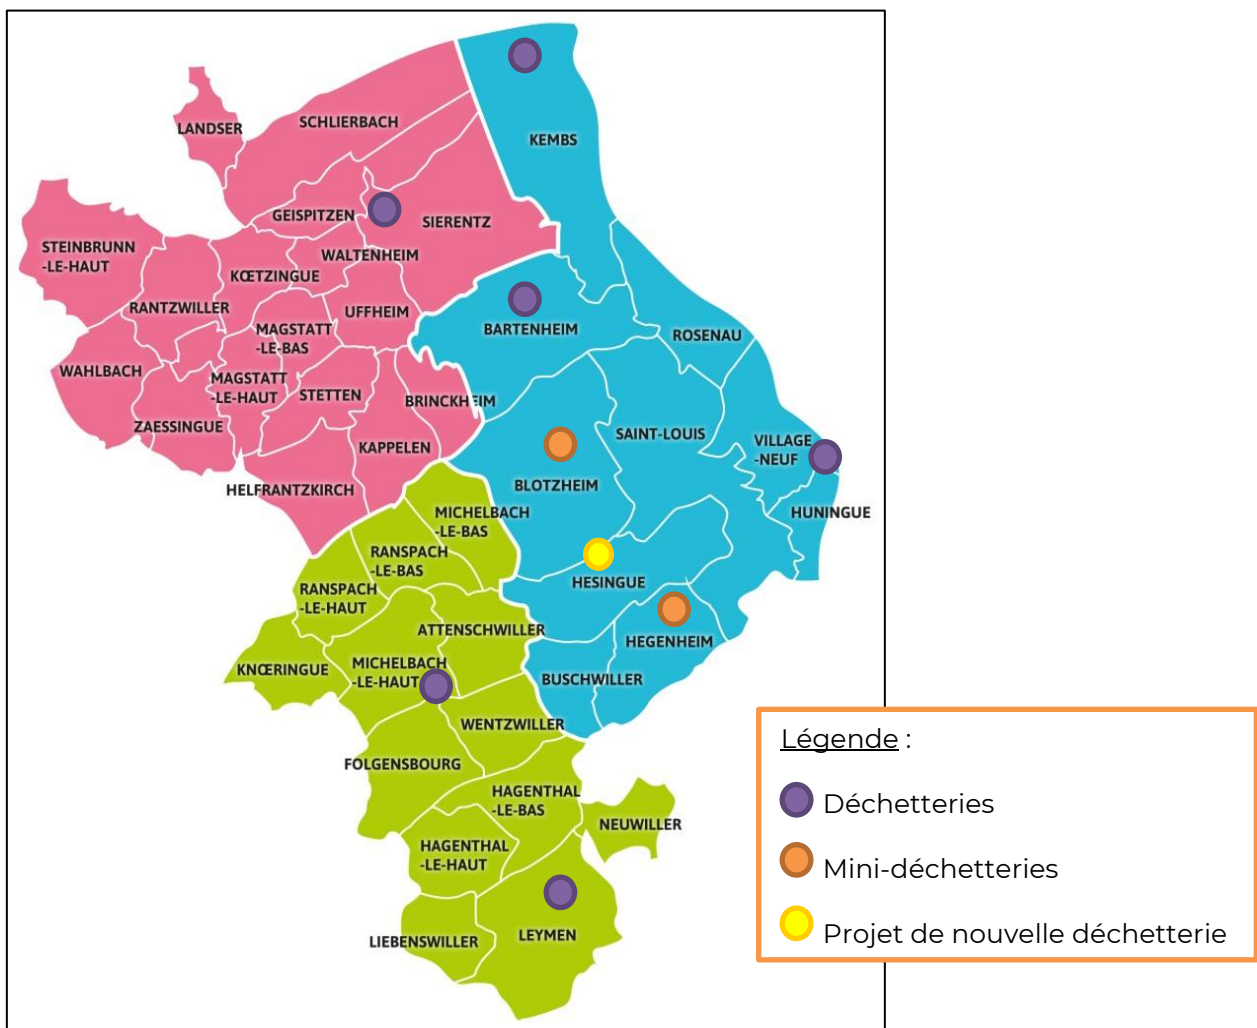 LANDSER
SCHLIERBACH
KEMBS
GEISPITZEN
SIERENTZ
STEINBRUNN
-LE-HAUT
WALTENHEIM
KŒTZINGUE
RANTZWILLER
UFFHEIM
MAGSTATT
-LE-BAS
BARTENHEIM
ROSENAU
WAHLBACH
MAGSTATT
-LE-HAUT
STETTEN
BRINCKHEIM
ZAESSINGUE
KAPPELEN
SAINT-LOUIS
VILLAGE
-NEUF
HELFRANTZKIRCH
BLOTZHEIM
HUNINGUE
MICHELBACH
-LE-BAS
RANSPACH
-LE-BAS
HESINGUE
RANSPACH
-LE-HAUT
ATTENSCHWILLER
HEGENHEIM
KNŒRINGUE
MICHELBACH
-LE-HAUT
BUSCHWILLER
WENTZWILLER
FOLGENSBOURG
HAGENTHAL
-LE-BAS
NEUWILLER
HAGENTHAL
-LE-HAUT
LIEBENSWILLER
LEYMEN
Légende :
Déchetteries
Mini-déchetteries
Projet de nouvelle déchetterie